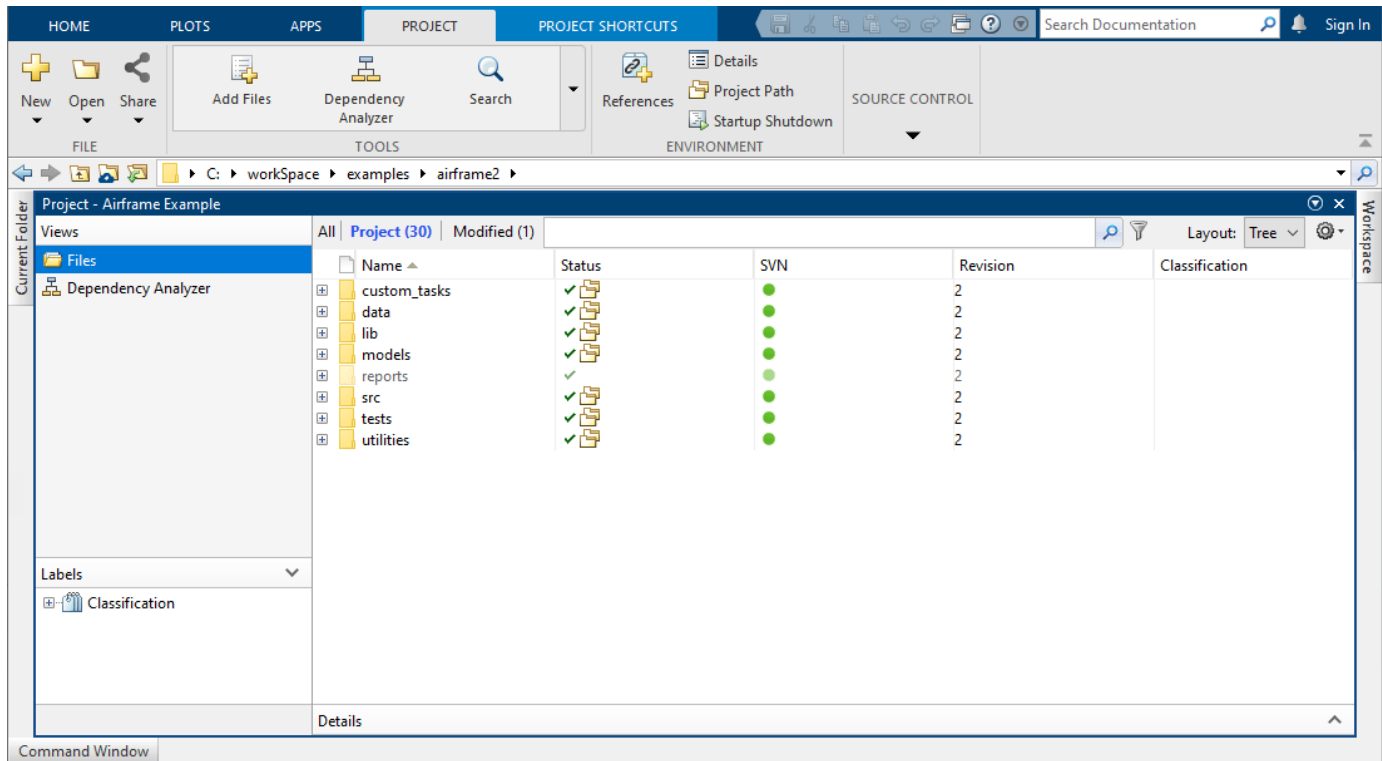 HOME PLOTS APPS PROJECT PROJECT SHORTCUTS Search Documentation Sign In
New Open Share Add Files Dependency Analyzer Search References Details
Project Path
Startup Shutdown
SOURCE CONTROL
FILE TOOLS ENVIRONMENT
C: workSpace examples airframe2
Current Folder
Project - Airframe Example
Workspace
Views
All Project (30) Modified (1) Layout: Tree
Files
Dependency Analyzer
Name Status SVN Revision Classification
custom_tasks 2
data 2
lib 2
models 2
reports 2
src 2
tests 2
utilities 2
Labels
Classification
Details
Command Window